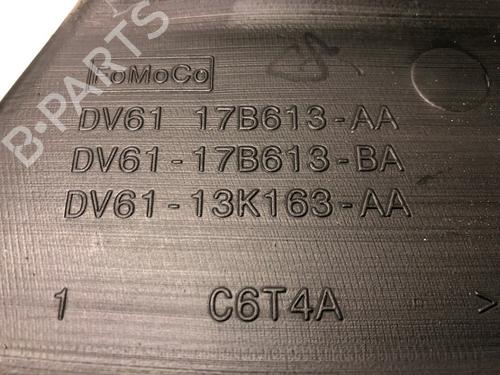 B-PARTS
FoMoCo
DV61 17B613-AA
DV61-17B613-BA
DV61-13K163-AA
1 C6T4A >